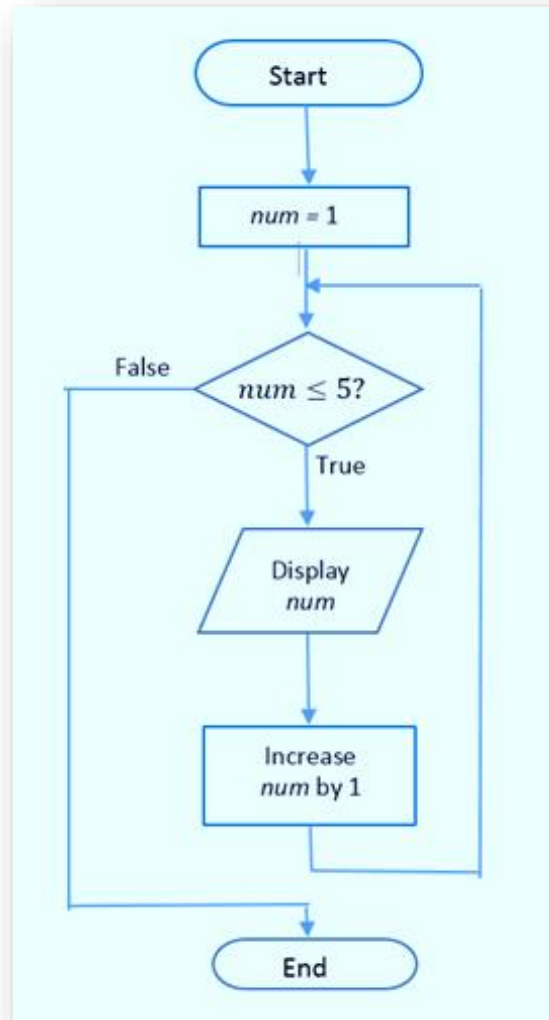 Start
num = 1
num ≤ 5?
False
True
Display
num
Increase
num by 1
End